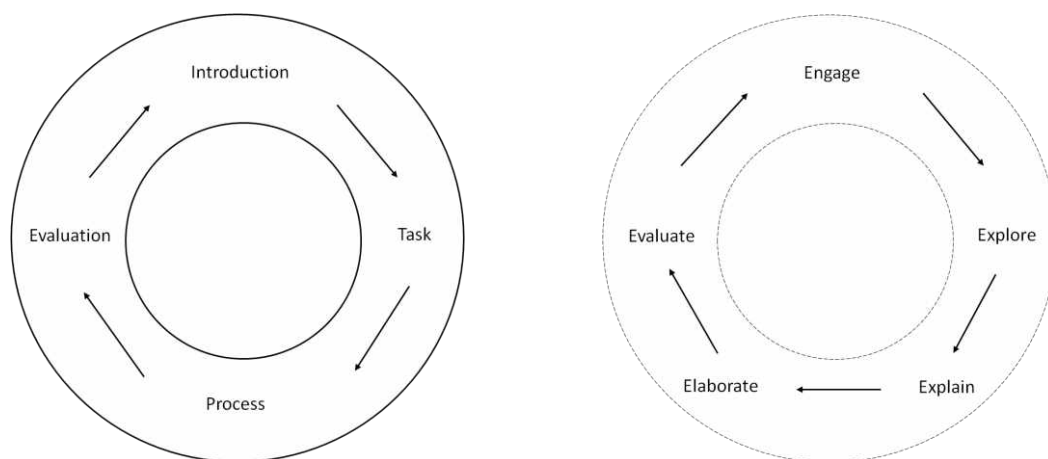 Introduction
Evaluation
Task
Process
Engage
Evaluate
Explore
Elaborate
Explain